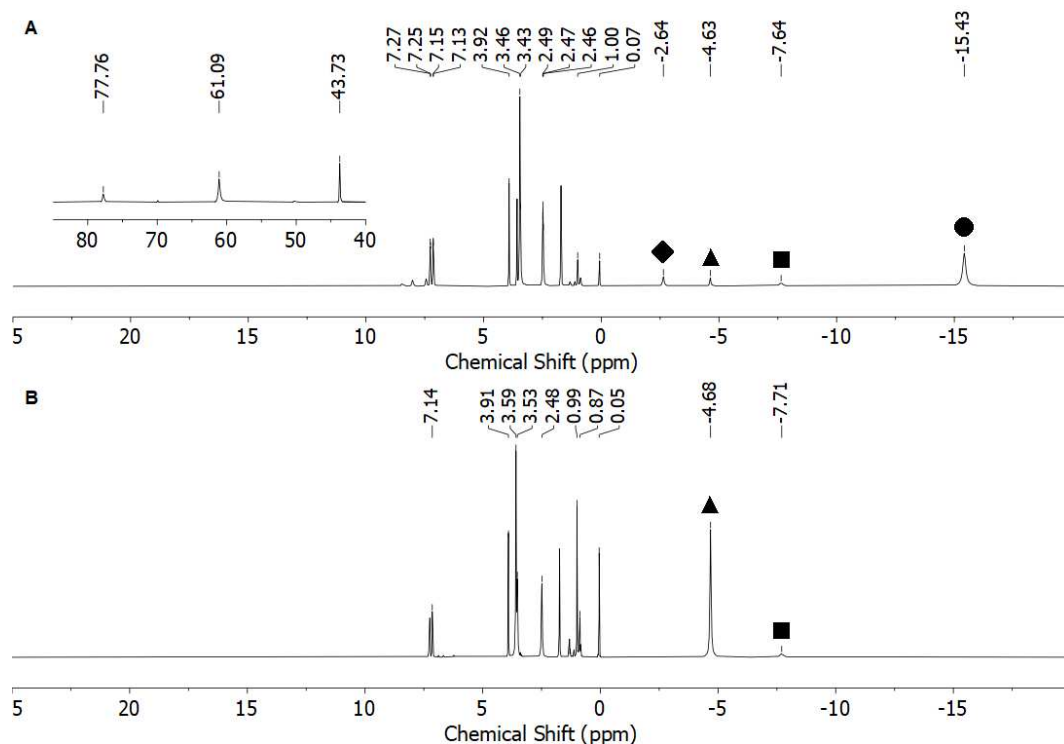 A
7.27 7.25 7.15 7.13 3.92 3.46 3.43 2.49 2.47 2.46 1.00 0.07 -2.64 -4.63 -7.64 -15.43
77.76 61.09 43.73
80 70 60 50 40
5 20 15 10 5 0 -5 -10 -15
Chemical Shift (ppm)
B
7.14 3.91 3.59 3.53 2.48 0.99 0.87 0.05 -4.68 -7.71
5 20 15 10 5 0 -5 -10 -15
Chemical Shift (ppm)